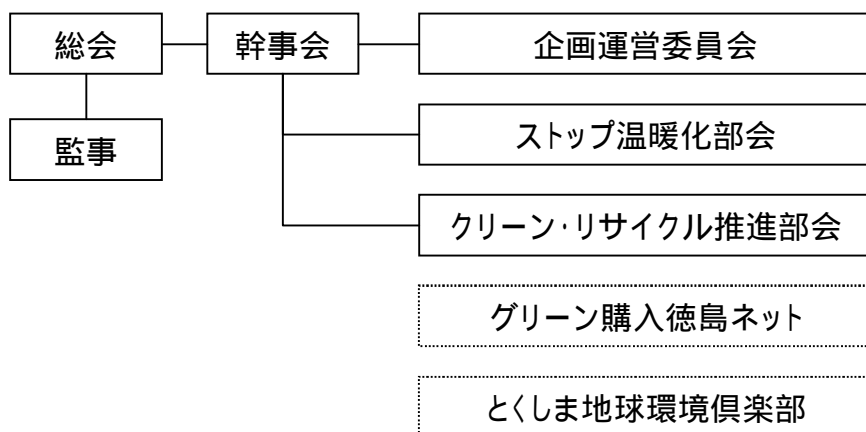 総会
幹事会
企画運営委員会
監事
ストップ温暖化部会
クリーン・リサイクル推進部会
グリーン購入徳島ネット
とくしま地球環境倶楽部